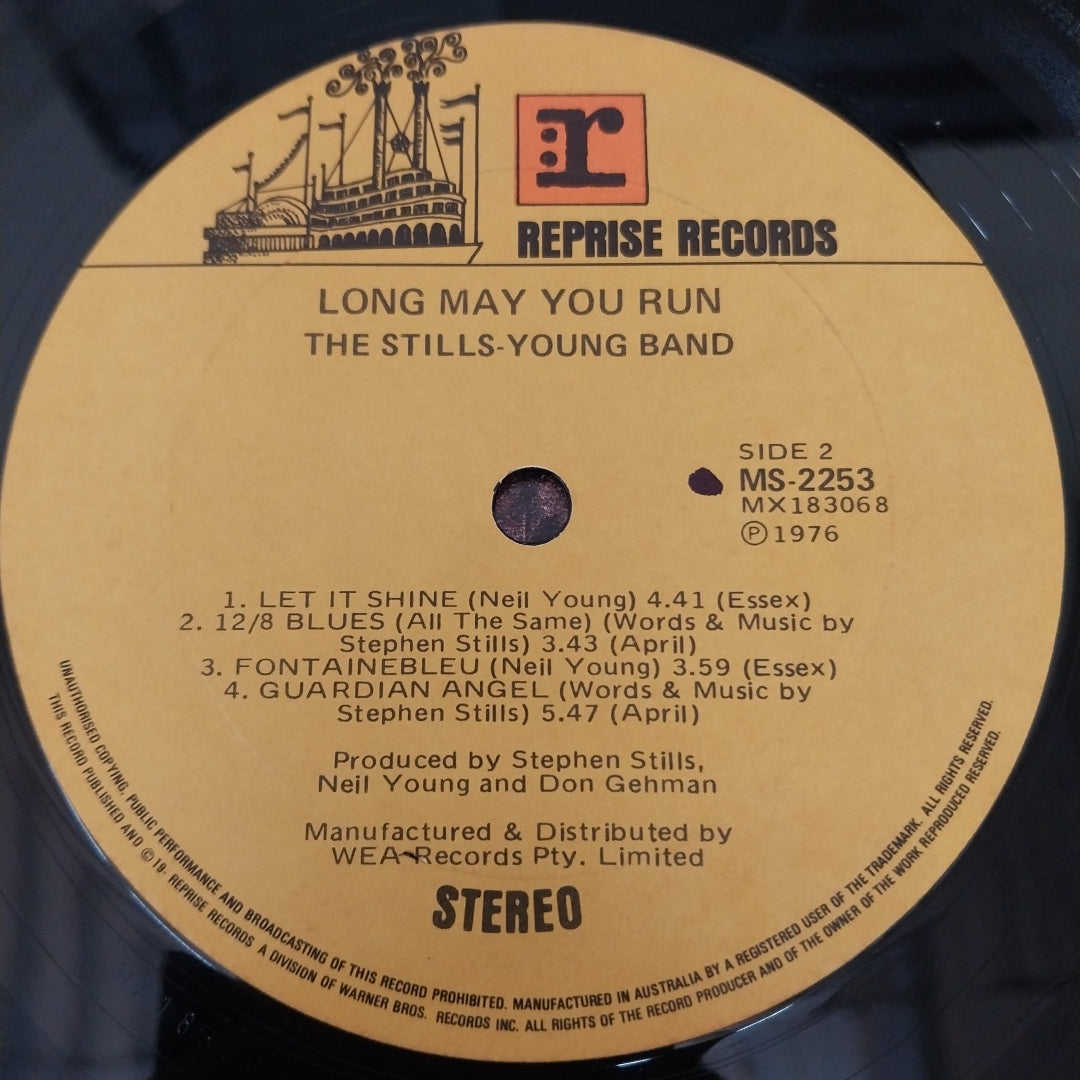 :r
REPRISE RECORDS
LONG MAY YOU RUN
THE STILLS-YOUNG BAND
SIDE 2
MS-2253
MX183068
Ⓟ1976
1. LET IT SHINE (Neil Young) 4.41 (Essex)
2. 12/8 BLUES (All The Same) (Words & Music by
Stephen Stills) 3.43 (April)
3. FONTAINEBLEU (Neil Young) 3.59 (Essex)
4. GUARDIAN ANGEL (Words & Music by
Stephen Stills) 5.47 (April)
Produced by Stephen Stills,
Neil Young and Don Gehman
Manufactured & Distributed by
WEA Records Pty. Limited
STEREO
UNAUTHORISED COPYING, PUBLIC PERFORMANCE AND BROADCASTING OF THIS RECORD PROHIBITED. MANUFACTURED IN AUSTRALIA BY A REGISTERED USER OF THE TRADEMARK. ALL RIGHTS RESERVED.
THIS RECORD PUBLISHED AND ©19- REPRISE RECORDS A DIVISION OF WARNER BROS. RECORDS INC. ALL RIGHTS OF THE RECORD PRODUCER AND OF THE OWNER OF THE WORK REPRODUCED RESERVED.